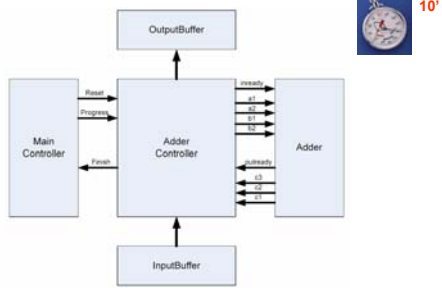 10'
OutputBuffer
Reset
Progress
Finish
Main
Controller
Adder
Controller
inready
a1
a2
b1
b2
outready
c3
c2
c1
Adder
InputBuffer